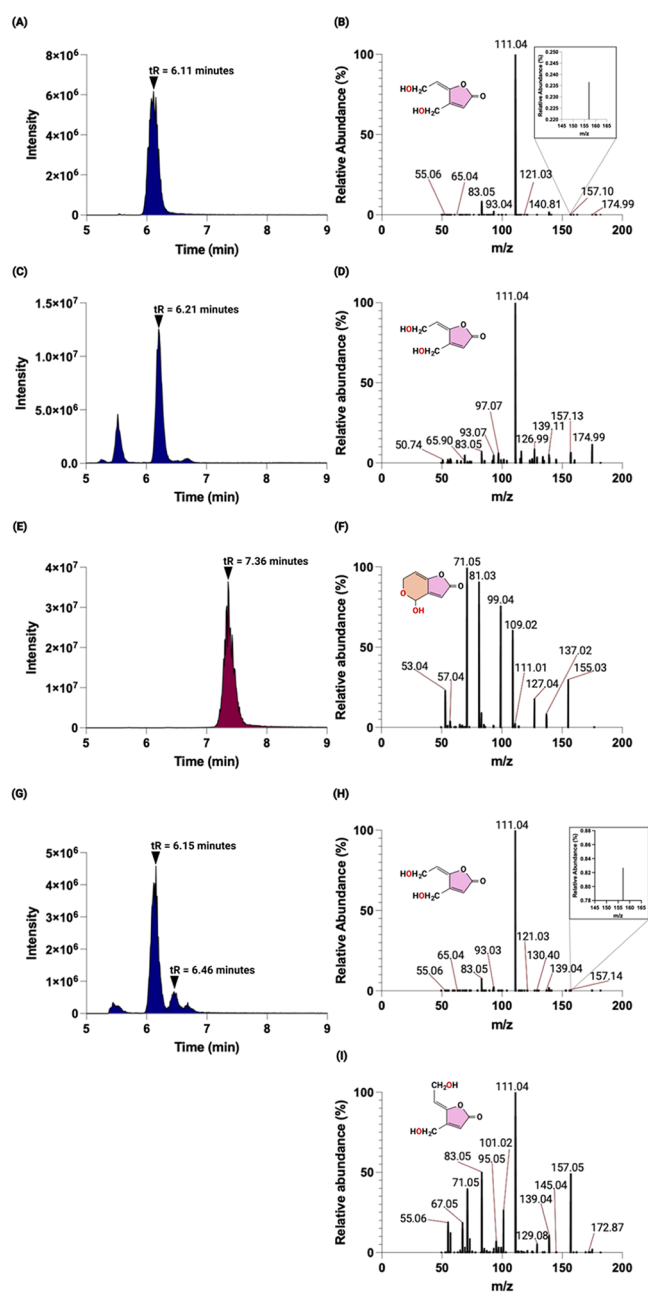 (A)
tR = 6.11 minutes
Intensity
8×10⁶
6×10⁶
4×10⁶
2×10⁶
0
5 6 7 8 9
Time (min)
(B)
Relative Abundance (%)
100
50
0
111.04
HOH₂C
HOH₂C
O
O
55.06
65.04
83.05
93.04
121.03
140.81
157.10
174.99
0 50 100 150 200
m/z
Relative Abundance (%)
0.250
0.245
0.240
0.235
0.230
0.225
0.220
145 150 155 160 165
m/z
(C)
tR = 6.21 minutes
Intensity
1.5×10⁷
1.0×10⁷
5.0×10⁶
0.0
5 6 7 8 9
Time (min)
(D)
Relative abundance (%)
100
50
0
111.04
HOH₂C
HOH₂C
O
O
50.74
65.90
83.05
93.07
97.07
126.99
139.11
157.13
174.99
0 50 100 150 200
m/z
(E)
tR = 7.36 minutes
Intensity
4×10⁷
3×10⁷
2×10⁷
1×10⁷
0
5 6 7 8 9
Time (min)
(F)
Relative abundance (%)
100
50
0
O
O
O
OH
71.05
81.03
99.04
109.02
53.04
57.04
111.01
127.04
137.02
155.03
0 50 100 150 200
m/z
(G)
tR = 6.15 minutes
tR = 6.46 minutes
Intensity
5×10⁶
4×10⁶
3×10⁶
2×10⁶
1×10⁶
0
5 6 7 8 9
Time (min)
(H)
Relative abundance (%)
100
50
0
111.04
HOH₂C
HOH₂C
O
O
55.06
65.04
83.05
93.03
121.03
130.40
139.04
157.14
0 50 100 150 200
m/z
Relative Abundance (%)
0.88
0.86
0.84
0.82
0.80
0.78
145 150 155 160 165
m/z
(I)
Relative abundance (%)
100
50
0
111.04
CH₂OH
HOH₂C
O
O
55.06
67.05
71.05
83.05
95.05
101.02
129.08
139.04
145.04
157.05
172.87
0 50 100 150 200
m/z